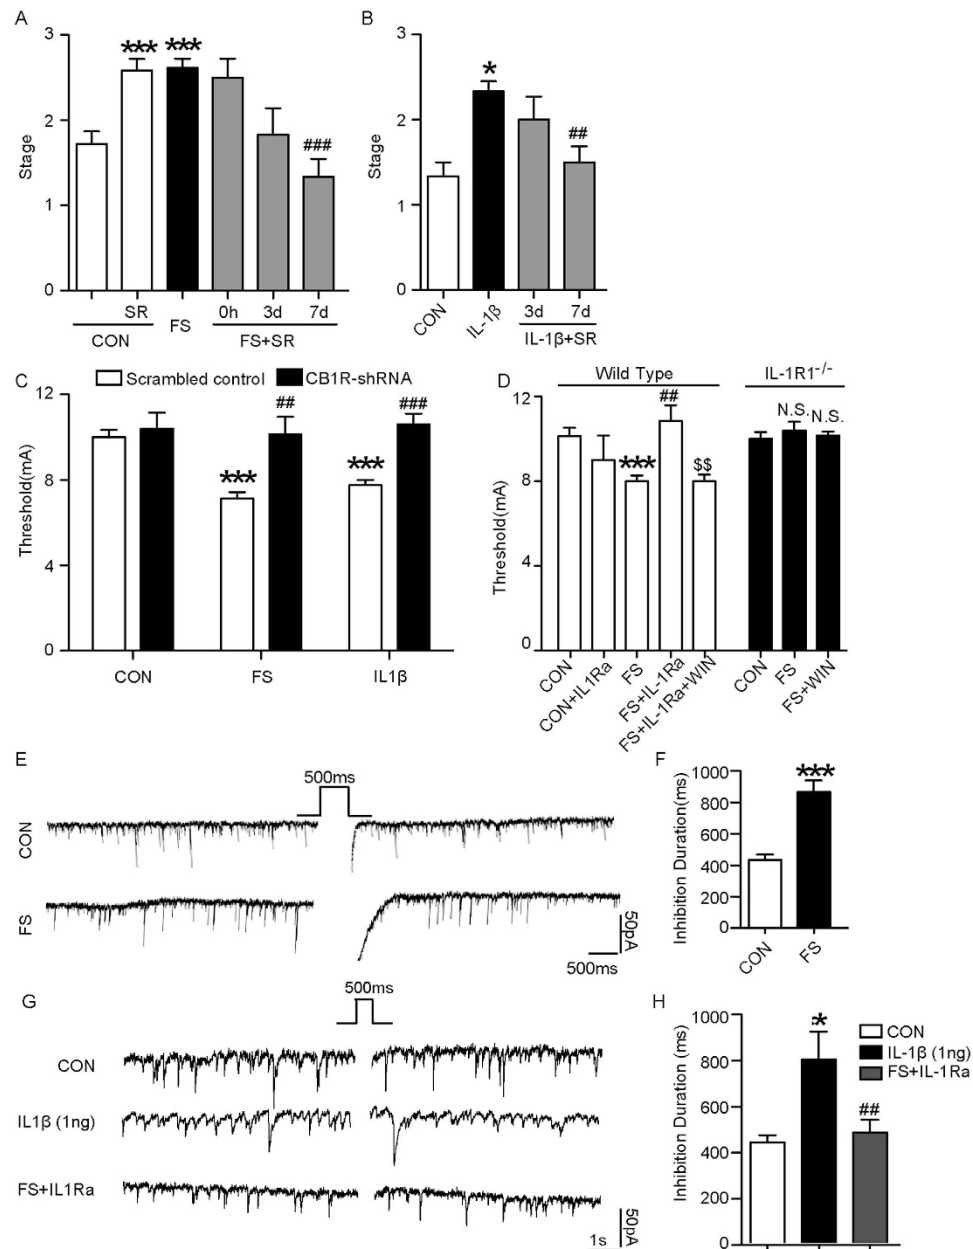 A
3
2
1
0
Stage
***
***
###
SR
0h
3d
7d
CON
FS
FS+SR
B
3
2
1
0
Stage
*
##
CON
IL-1β
3d
7d
IL-1β+SR
C
Scrambled control
CB1R-shRNA
12
8
4
0
Threshold(mA)
***
##
***
###
CON
FS
IL1β
D
Wild Type
IL-1R1-/-
12
8
4
0
Threshold(mA)
***
##
$$
N.S.
N.S.
CON
CON+IL1Ra
FS
FS+IL-1Ra
FS+IL-1Ra+WIN
CON
FS
FS+WIN
E
500ms
CON
FS
50pA
500ms
F
1000
800
600
400
200
0
Inhibition Duration(ms)
***
CON
FS
G
500ms
CON
IL1β (1ng)
FS+IL1Ra
1s
50pA
H
1000
800
600
400
200
0
Inhibition Duration (ms)
*
##
CON
IL-1β (1ng)
FS+IL-1Ra